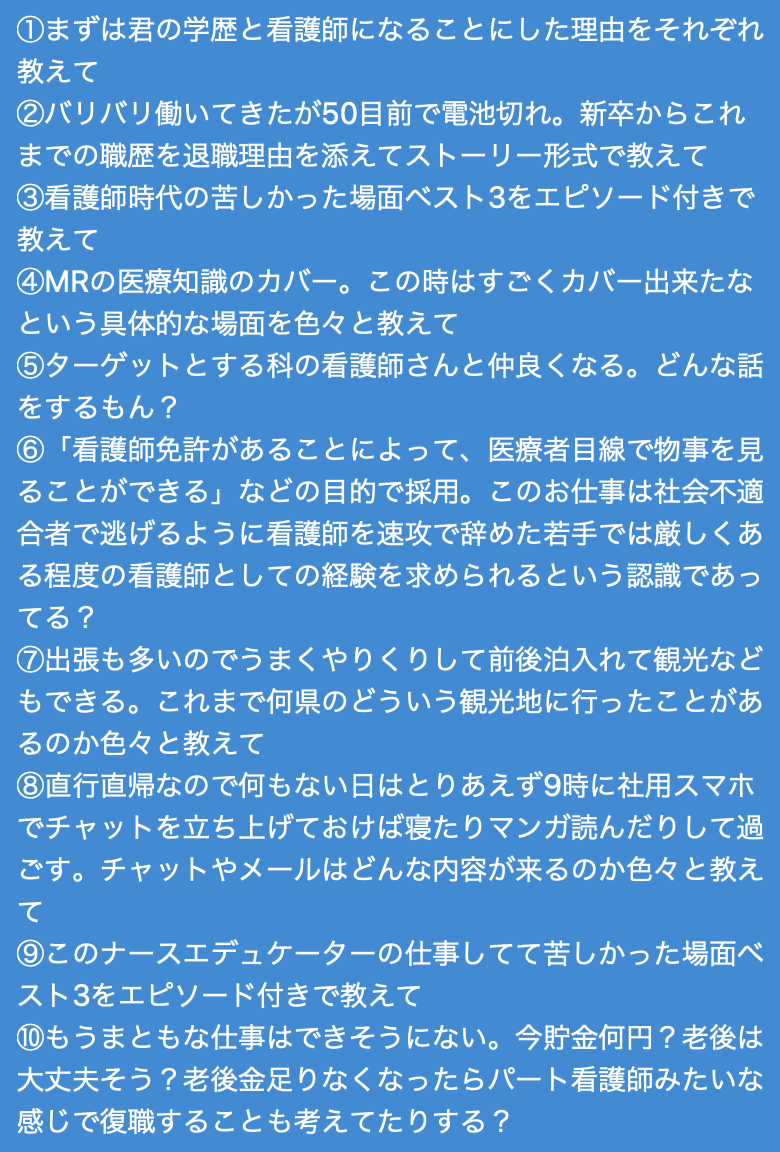 ①まずは君の学歴と看護師になることにした理由をそれぞれ
教えて
②バリバリ働いてきたが50目前で電池切れ。新卒からこれ
までの職歴を退職理由を添えてストーリー形式で教えて
③看護師時代の苦しかった場面ベスト3をエピソード付きで
教えて
④MRの医療知識のカバー。この時はすごくカバー出来たな
という具体的な場面を色々と教えて
⑤ターゲットとする科の看護師さんと仲良くなる。どんな話
をするもん？
⑥「看護師免許があることによって、医療者目線で物事を見
ることができる」などの目的で採用。このお仕事は社会不適
合者で逃げるように看護師を速攻で辞めた若手では厳しくあ
る程度の看護師としての経験を求められるという認識であっ
てる？
⑦出張も多いのでうまくやりくりして前後泊入れて観光など
もできる。これまで何県のどういう観光地に行ったことがあ
るのか色々と教えて
⑧直行直帰なので何もない日はとりあえず9時に社用スマホ
でチャットを立ち上げておけば寝たりマンガ読んだりして過
ごす。チャットやメールはどんな内容が来るのか色々と教え
て
⑨このナースエデュケーターの仕事してて苦しかった場面ベ
スト3をエピソード付きで教えて
⑩もうまともな仕事はできそうにない。今貯金何円？老後は
大丈夫そう？老後金足りなくなったらパート看護師みたいな
感じで復職することも考えてたりする？